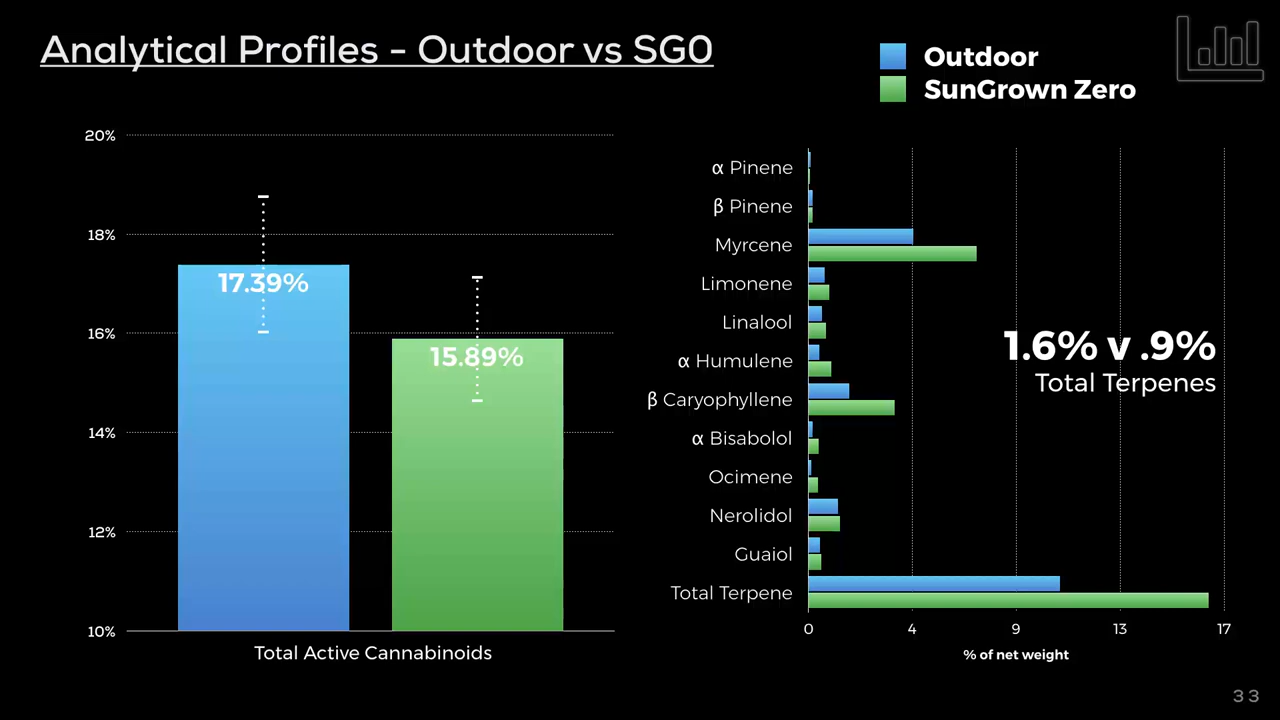 Analytical Profiles - Outdoor vs SG0
Outdoor
SunGrown Zero
20%
18%
16%
14%
12%
10%
17.39%
15.89%
Total Active Cannabinoids
α Pinene
β Pinene
Myrcene
Limonene
Linalool
α Humulene
β Caryophyllene
α Bisabolol
Ocimene
Nerolidol
Guaiol
Total Terpene
1.6% v .9%
Total Terpenes
0 4 9 13 17
% of net weight
33